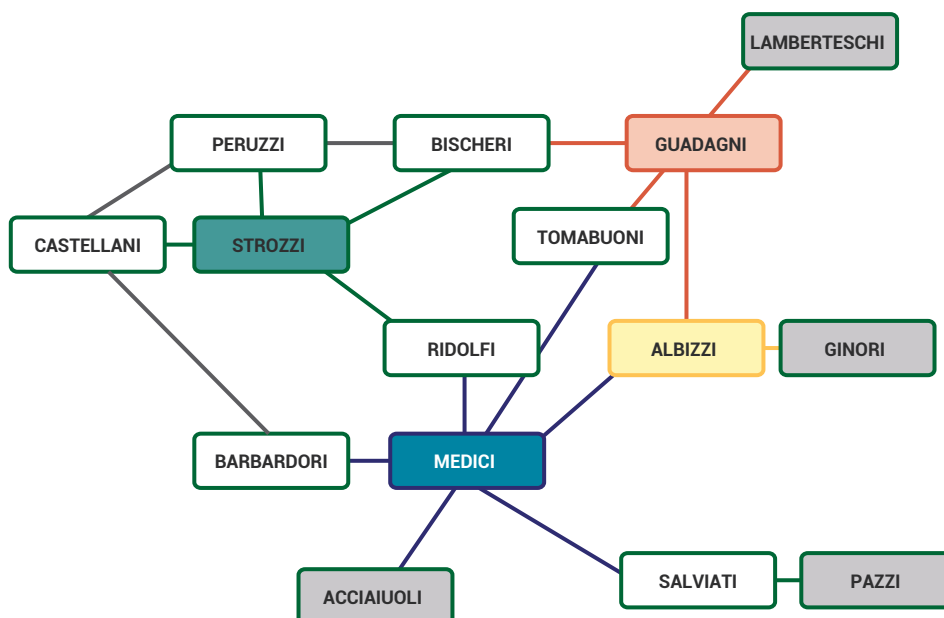 LAMBERTESCHI
PERUZZI
BISCHERI
GUADAGNI
CASTELLANI
STROZZI
TOMABUONI
RIDOLFI
ALBIZZI
GINORI
BARBARDORI
MEDICI
ACCIAIUOLI
SALVIATI
PAZZI